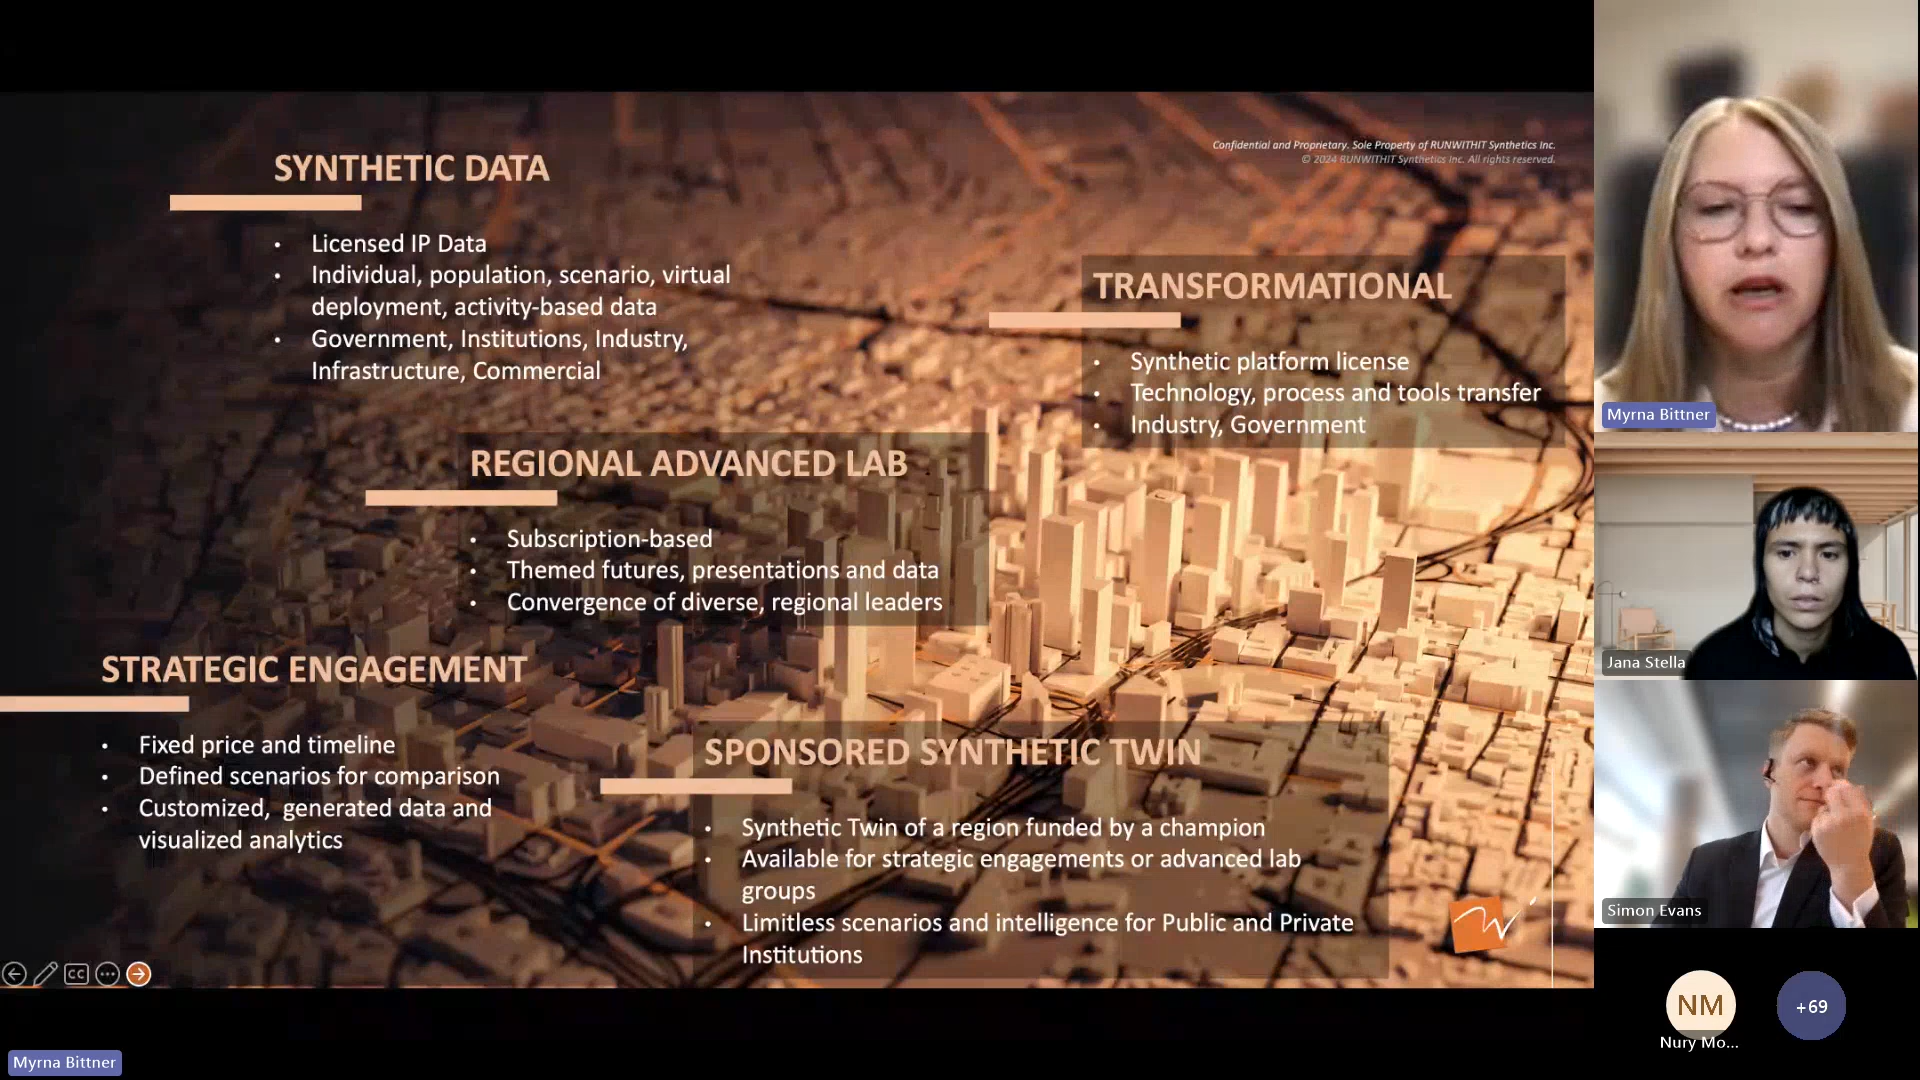 Confidential and Proprietary. Sole Property of RUNWITHIT Synthetics Inc.
© 2024 RUNWITHIT Synthetics Inc. All rights reserved.
SYNTHETIC DATA
• Licensed IP Data
• Individual, population, scenario, virtual
deployment, activity-based data
• Government, Institutions, Industry,
Infrastructure, Commercial
TRANSFORMATIONAL
• Synthetic platform license
• Technology, process and tools transfer
• Industry, Government
REGIONAL ADVANCED LAB
• Subscription-based
• Themed futures, presentations and data
• Convergence of diverse, regional leaders
STRATEGIC ENGAGEMENT
• Fixed price and timeline
• Defined scenarios for comparison
• Customized,  generated data and
visualized analytics
SPONSORED SYNTHETIC TWIN
• Synthetic Twin of a region funded by a champion
• Available for strategic engagements or advanced lab
groups
• Limitless scenarios and intelligence for Public and Private
Institutions
CC
Myrna Bittner
Myrna Bittner
Jana Stella
Simon Evans
NM
Nury Mo...
+69